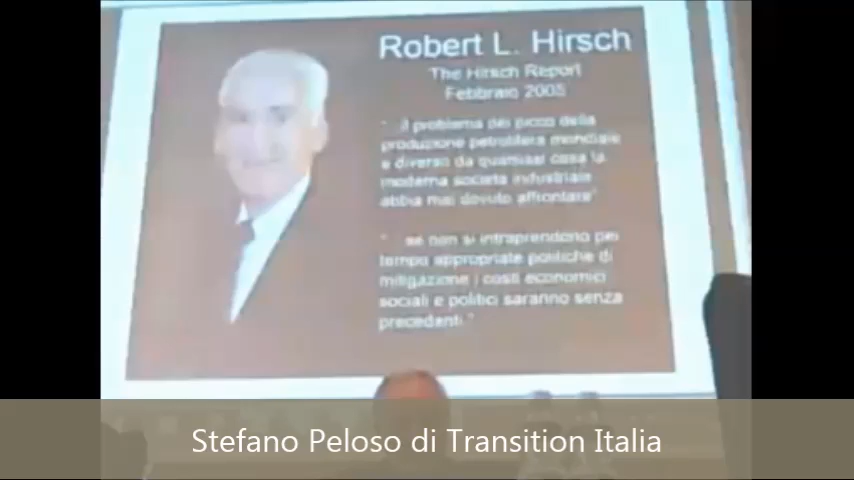 Robert L. Hirsch
The Hirsch Report
Febbraio 2005
" il problema del picco della
produzione petrolifera mondiale
è diverso da qualsiasi cosa la
moderna società industriale
abbia mai dovuto affrontare"
" se non si intraprendono per
tempo appropriate politiche di
mitigazione i costi economici
sociali e politici saranno senza
precedenti."
Stefano Peloso di Transition Italia